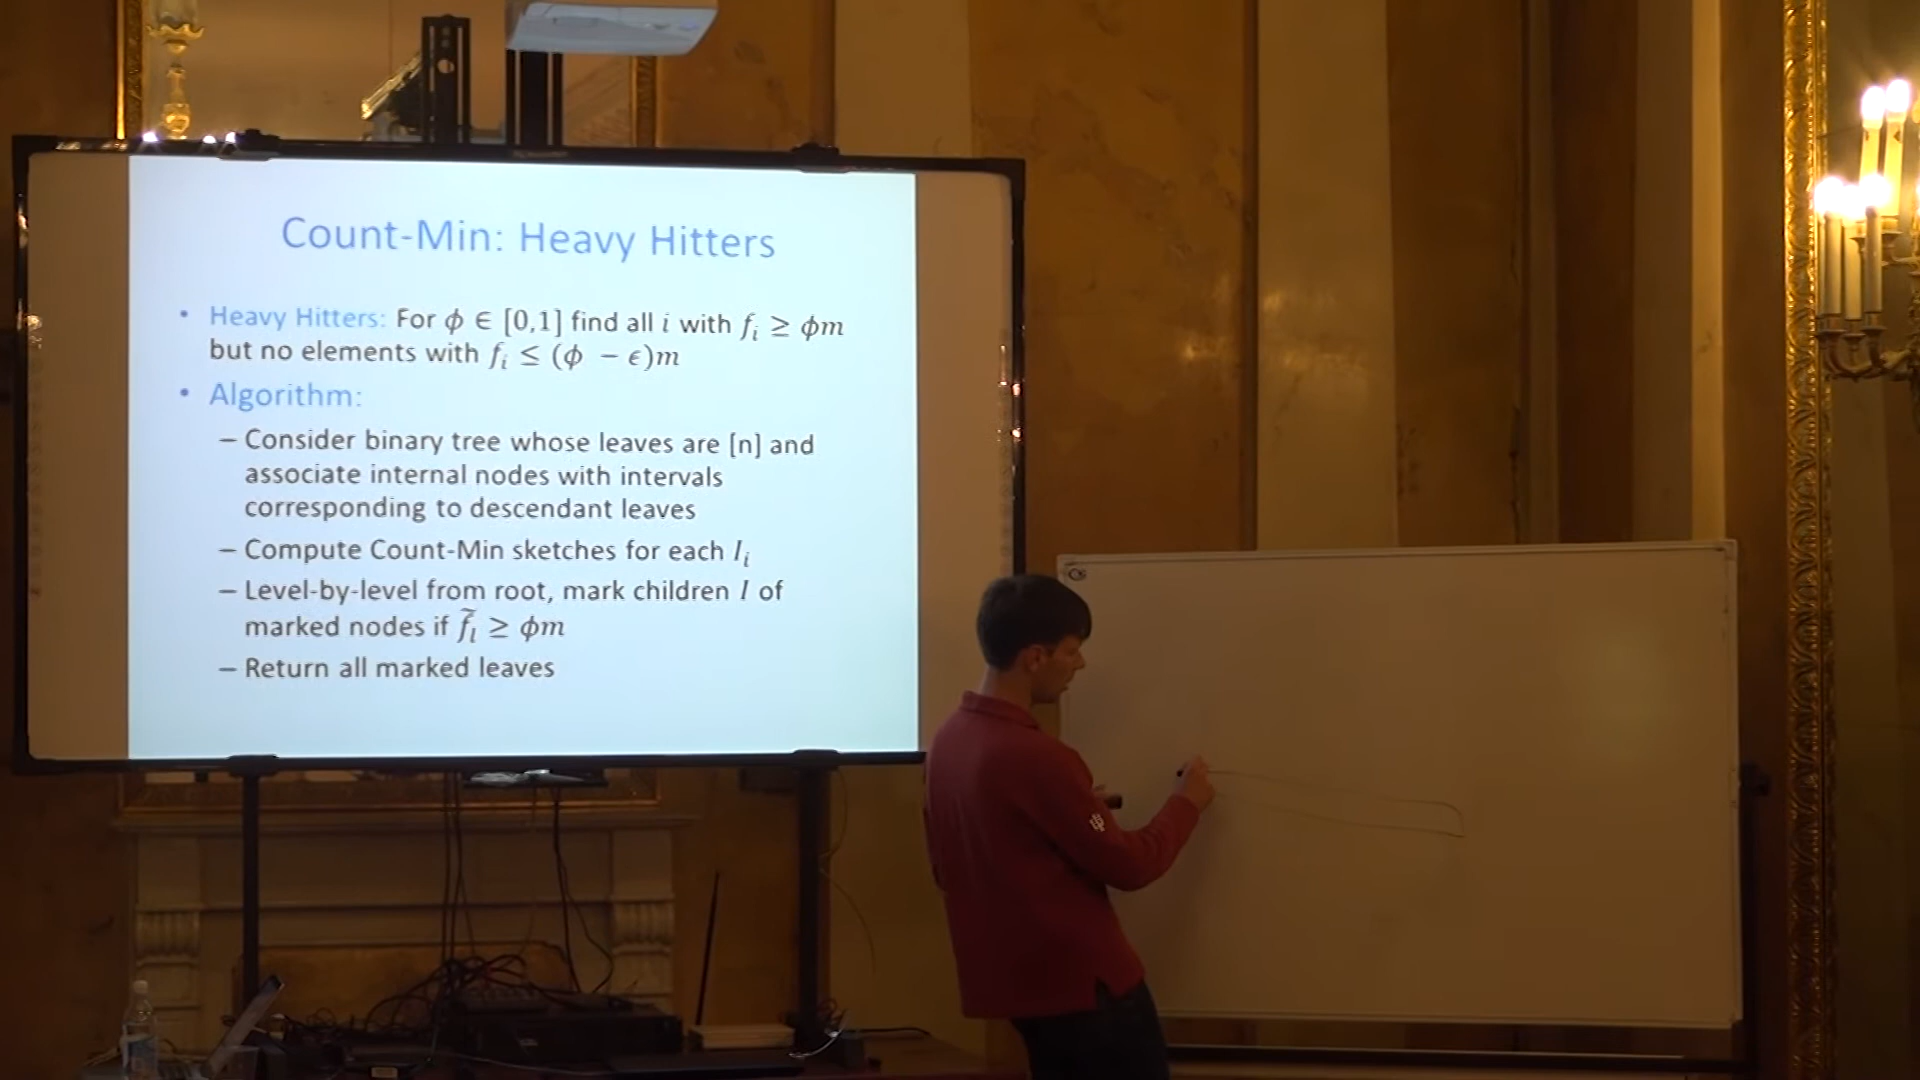 Count-Min: Heavy Hitters
• Heavy Hitters: For ϕ ∈ [0,1] find all i with fᵢ ≥ ϕm
but no elements with fᵢ ≤ (ϕ − ϵ)m
• Algorithm:
– Consider binary tree whose leaves are [n] and
associate internal nodes with intervals
corresponding to descendant leaves
– Compute Count-Min sketches for each Iᵢ
– Level-by-level from root, mark children I of
marked nodes if f̃ₗ ≥ ϕm
– Return all marked leaves